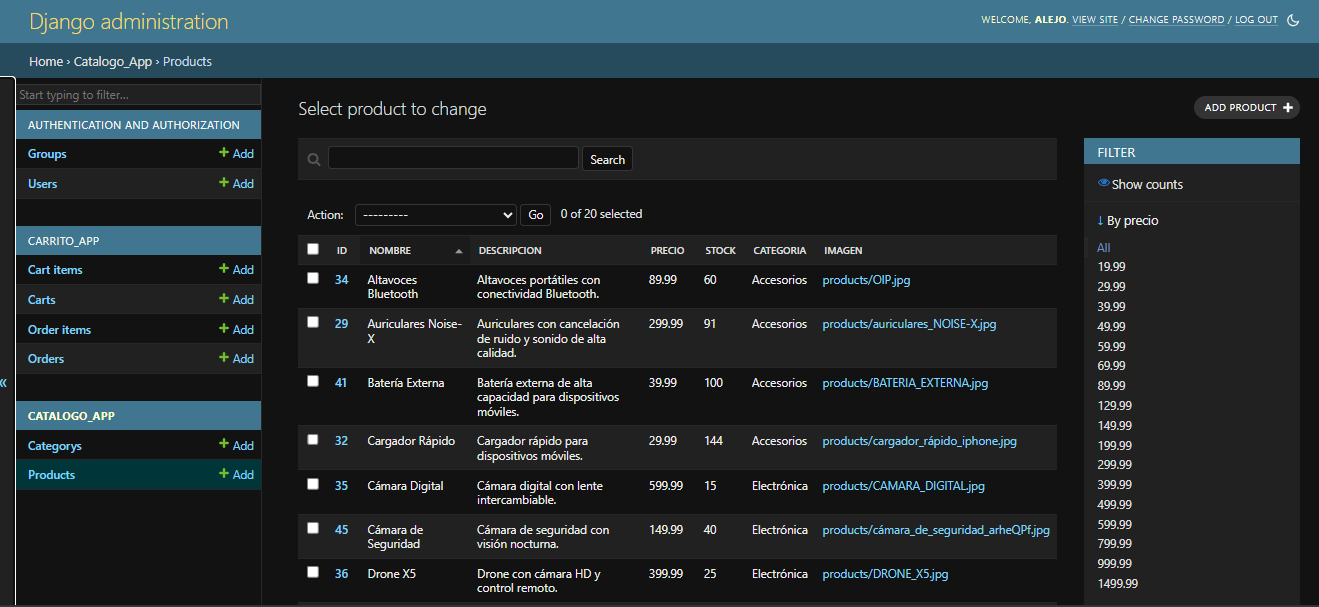 Django administration
WELCOME, ALEJO. VIEW SITE / CHANGE PASSWORD / LOG OUT
Home › Catalogo_App › Products
Start typing to filter...
AUTHENTICATION AND AUTHORIZATION
Groups + Add
Users + Add
CARRITO_APP
Cart items + Add
Carts + Add
Order items + Add
Orders + Add
CATALOGO_APP
Categorys + Add
Products + Add
«
Select product to change
ADD PRODUCT +
Search
Action: --------- Go 0 of 20 selected
ID NOMBRE DESCRIPCION PRECIO STOCK CATEGORIA IMAGEN
34 Altavoces Altavoces portátiles con 89.99 60 Accesorios products/OIP.jpg
Bluetooth conectividad Bluetooth.
29 Auriculares Noise- Auriculares con cancelación 299.99 91 Accesorios products/auriculares_NOISE-X.jpg
X de ruido y sonido de alta
calidad.
41 Batería Externa Batería externa de alta 39.99 100 Accesorios products/BATERIA_EXTERNA.jpg
capacidad para dispositivos
móviles.
32 Cargador Rápido Cargador rápido para 29.99 144 Accesorios products/cargador_rápido_iphone.jpg
dispositivos móviles.
35 Cámara Digital Cámara digital con lente 599.99 15 Electrónica products/CAMARA_DIGITAL.jpg
intercambiable.
45 Cámara de Cámara de seguridad con 149.99 40 Electrónica products/cámara_de_seguridad_arheQPf.jpg
Seguridad visión nocturna.
36 Drone X5 Drone con cámara HD y 399.99 25 Electrónica products/DRONE_X5.jpg
control remoto.
FILTER
Show counts
↓ By precio
All
19.99
29.99
39.99
49.99
59.99
69.99
89.99
129.99
149.99
199.99
299.99
399.99
499.99
599.99
799.99
999.99
1499.99